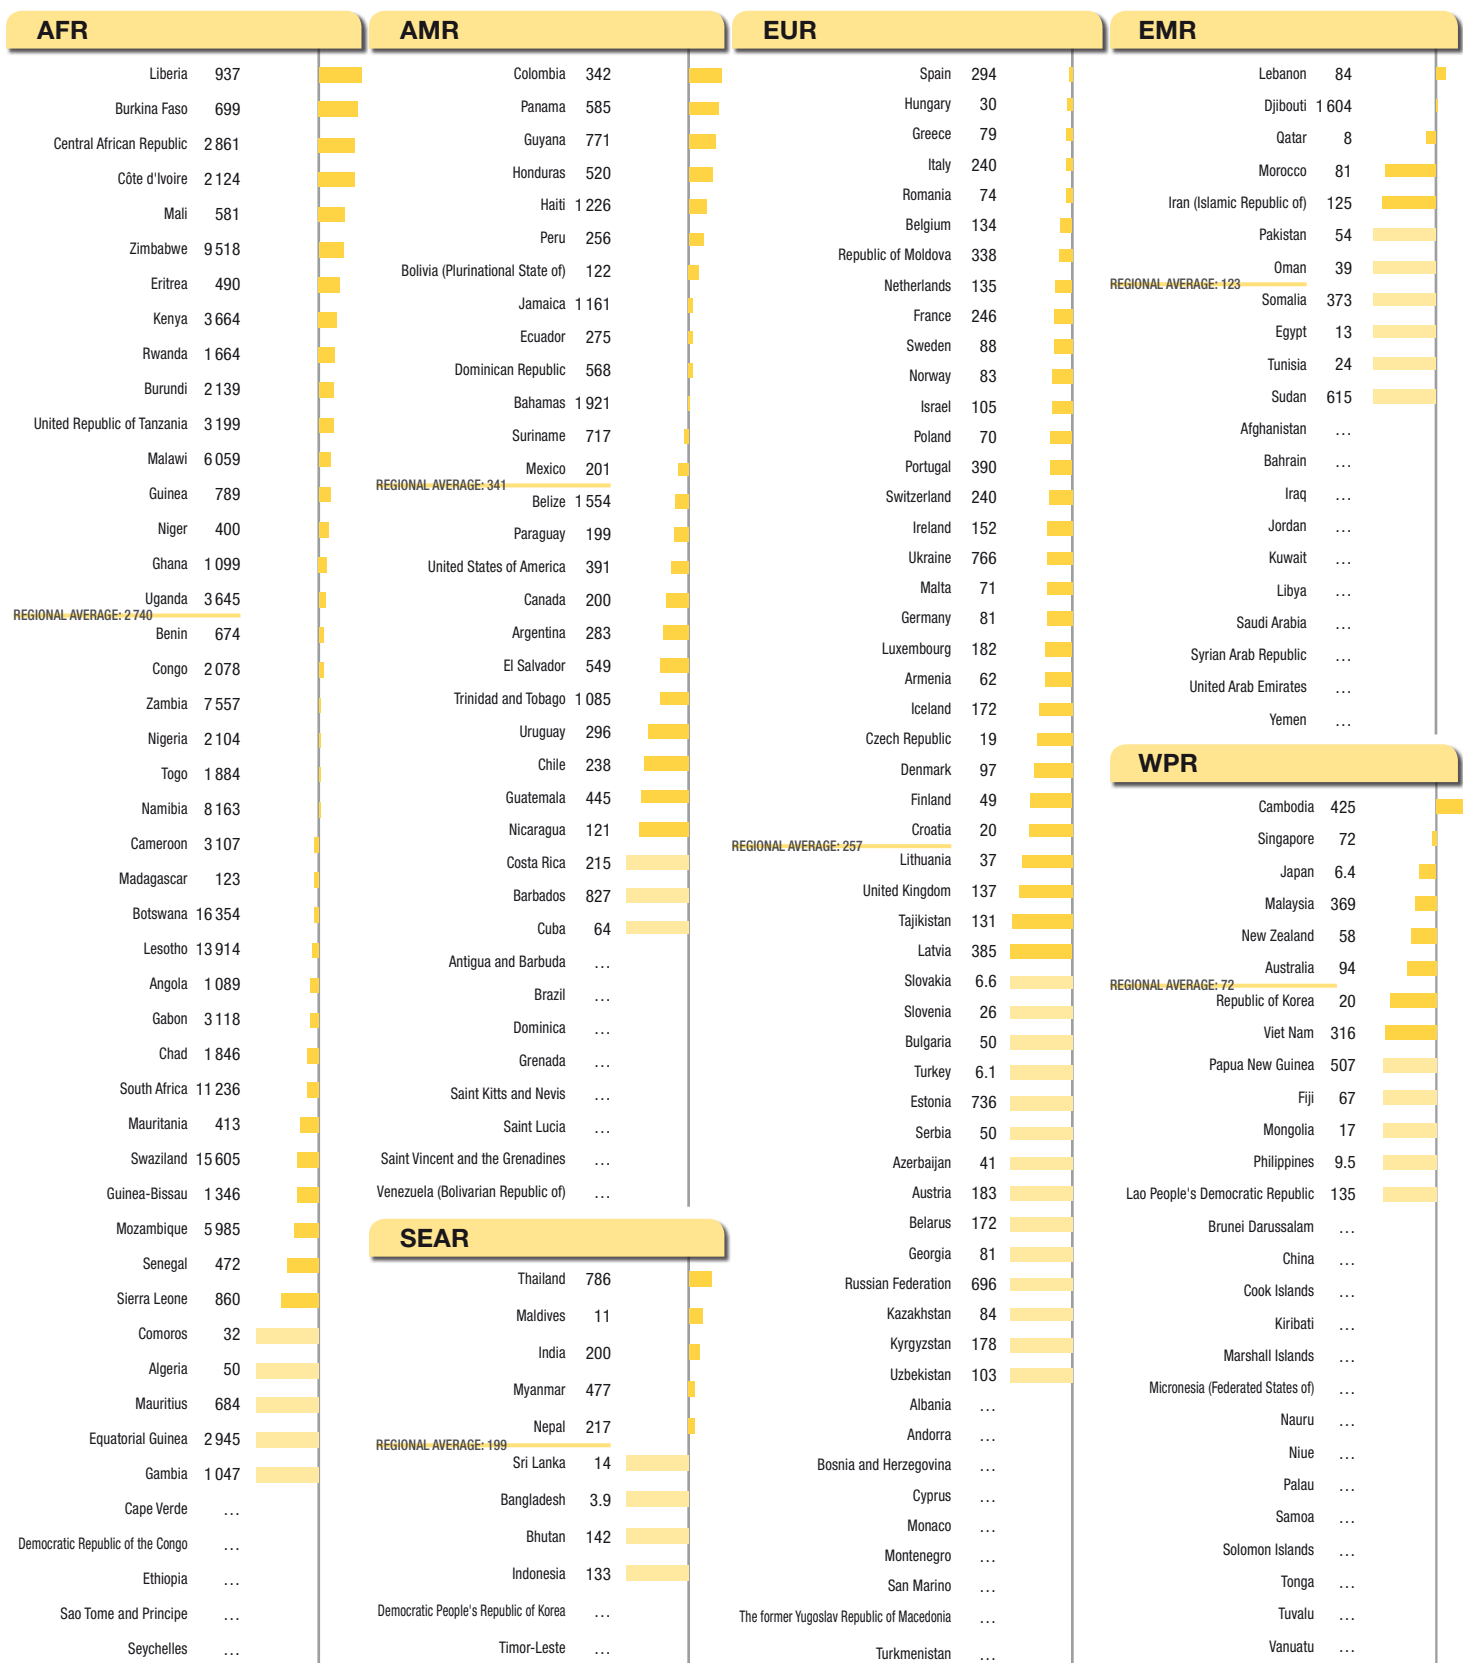 AFR
Liberia 937
Burkina Faso 699
Central African Republic 2 861
Côte d'Ivoire 2 124
Mali 581
Zimbabwe 9 518
Eritrea 490
Kenya 3 664
Rwanda 1 664
Burundi 2 139
United Republic of Tanzania 3 199
Malawi 6 059
Guinea 789
Niger 400
Ghana 1 099
Uganda 3 645
REGIONAL AVERAGE: 2 740
Benin 674
Congo 2 078
Zambia 7 557
Nigeria 2 104
Togo 1 884
Namibia 8 163
Cameroon 3 107
Madagascar 123
Botswana 16 354
Lesotho 13 914
Angola 1 089
Gabon 3 118
Chad 1 846
South Africa 11 236
Mauritania 413
Swaziland 15 605
Guinea-Bissau 1 346
Mozambique 5 985
Senegal 472
Sierra Leone 860
Comoros 32
Algeria 50
Mauritius 684
Equatorial Guinea 2 945
Gambia 1 047
Cape Verde ...
Democratic Republic of the Congo ...
Ethiopia ...
Sao Tome and Principe ...
Seychelles ...
AMR
Colombia 342
Panama 585
Guyana 771
Honduras 520
Haiti 1 226
Peru 256
Bolivia (Plurinational State of) 122
Jamaica 1 161
Ecuador 275
Dominican Republic 568
Bahamas 1 921
Suriname 717
Mexico 201
REGIONAL AVERAGE: 341
Belize 1 554
Paraguay 199
United States of America 391
Canada 200
Argentina 283
El Salvador 549
Trinidad and Tobago 1 085
Uruguay 296
Chile 238
Guatemala 445
Nicaragua 121
Costa Rica 215
Barbados 827
Cuba 64
Antigua and Barbuda ...
Brazil ...
Dominica ...
Grenada ...
Saint Kitts and Nevis ...
Saint Lucia ...
Saint Vincent and the Grenadines ...
Venezuela (Bolivarian Republic of) ...
SEAR
Thailand 786
Maldives 11
India 200
Myanmar 477
Nepal 217
REGIONAL AVERAGE: 199
Sri Lanka 14
Bangladesh 3.9
Bhutan 142
Indonesia 133
Democratic People's Republic of Korea ...
Timor-Leste ...
EUR
Spain 294
Hungary 30
Greece 79
Italy 240
Romania 74
Belgium 134
Republic of Moldova 338
Netherlands 135
France 246
Sweden 88
Norway 83
Israel 105
Poland 70
Portugal 390
Switzerland 240
Ireland 152
Ukraine 766
Malta 71
Germany 81
Luxembourg 182
Armenia 62
Iceland 172
Czech Republic 19
Denmark 97
Finland 49
Croatia 20
REGIONAL AVERAGE: 257
Lithuania 37
United Kingdom 137
Tajikistan 131
Latvia 385
Slovakia 6.6
Slovenia 26
Bulgaria 50
Turkey 6.1
Estonia 736
Serbia 50
Azerbaijan 41
Austria 183
Belarus 172
Georgia 81
Russian Federation 696
Kazakhstan 84
Kyrgyzstan 178
Uzbekistan 103
Albania ...
Andorra ...
Bosnia and Herzegovina ...
Cyprus ...
Monaco ...
Montenegro ...
San Marino ...
The former Yugoslav Republic of Macedonia ...
Turkmenistan ...
EMR
Lebanon 84
Djibouti 1 604
Qatar 8
Morocco 81
Iran (Islamic Republic of) 125
Pakistan 54
Oman 39
REGIONAL AVERAGE: 123
Somalia 373
Egypt 13
Tunisia 24
Sudan 615
Afghanistan ...
Bahrain ...
Iraq ...
Jordan ...
Kuwait ...
Libya ...
Saudi Arabia ...
Syrian Arab Republic ...
United Arab Emirates ...
Yemen ...
WPR
Cambodia 425
Singapore 72
Japan 6.4
Malaysia 369
New Zealand 58
Australia 94
REGIONAL AVERAGE: 72
Republic of Korea 20
Viet Nam 316
Papua New Guinea 507
Fiji 67
Mongolia 17
Philippines 9.5
Lao People's Democratic Republic 135
Brunei Darussalam ...
China ...
Cook Islands ...
Kiribati ...
Marshall Islands ...
Micronesia (Federated States of) ...
Nauru ...
Niue ...
Palau ...
Samoa ...
Solomon Islands ...
Tonga ...
Tuvalu ...
Vanuatu ...